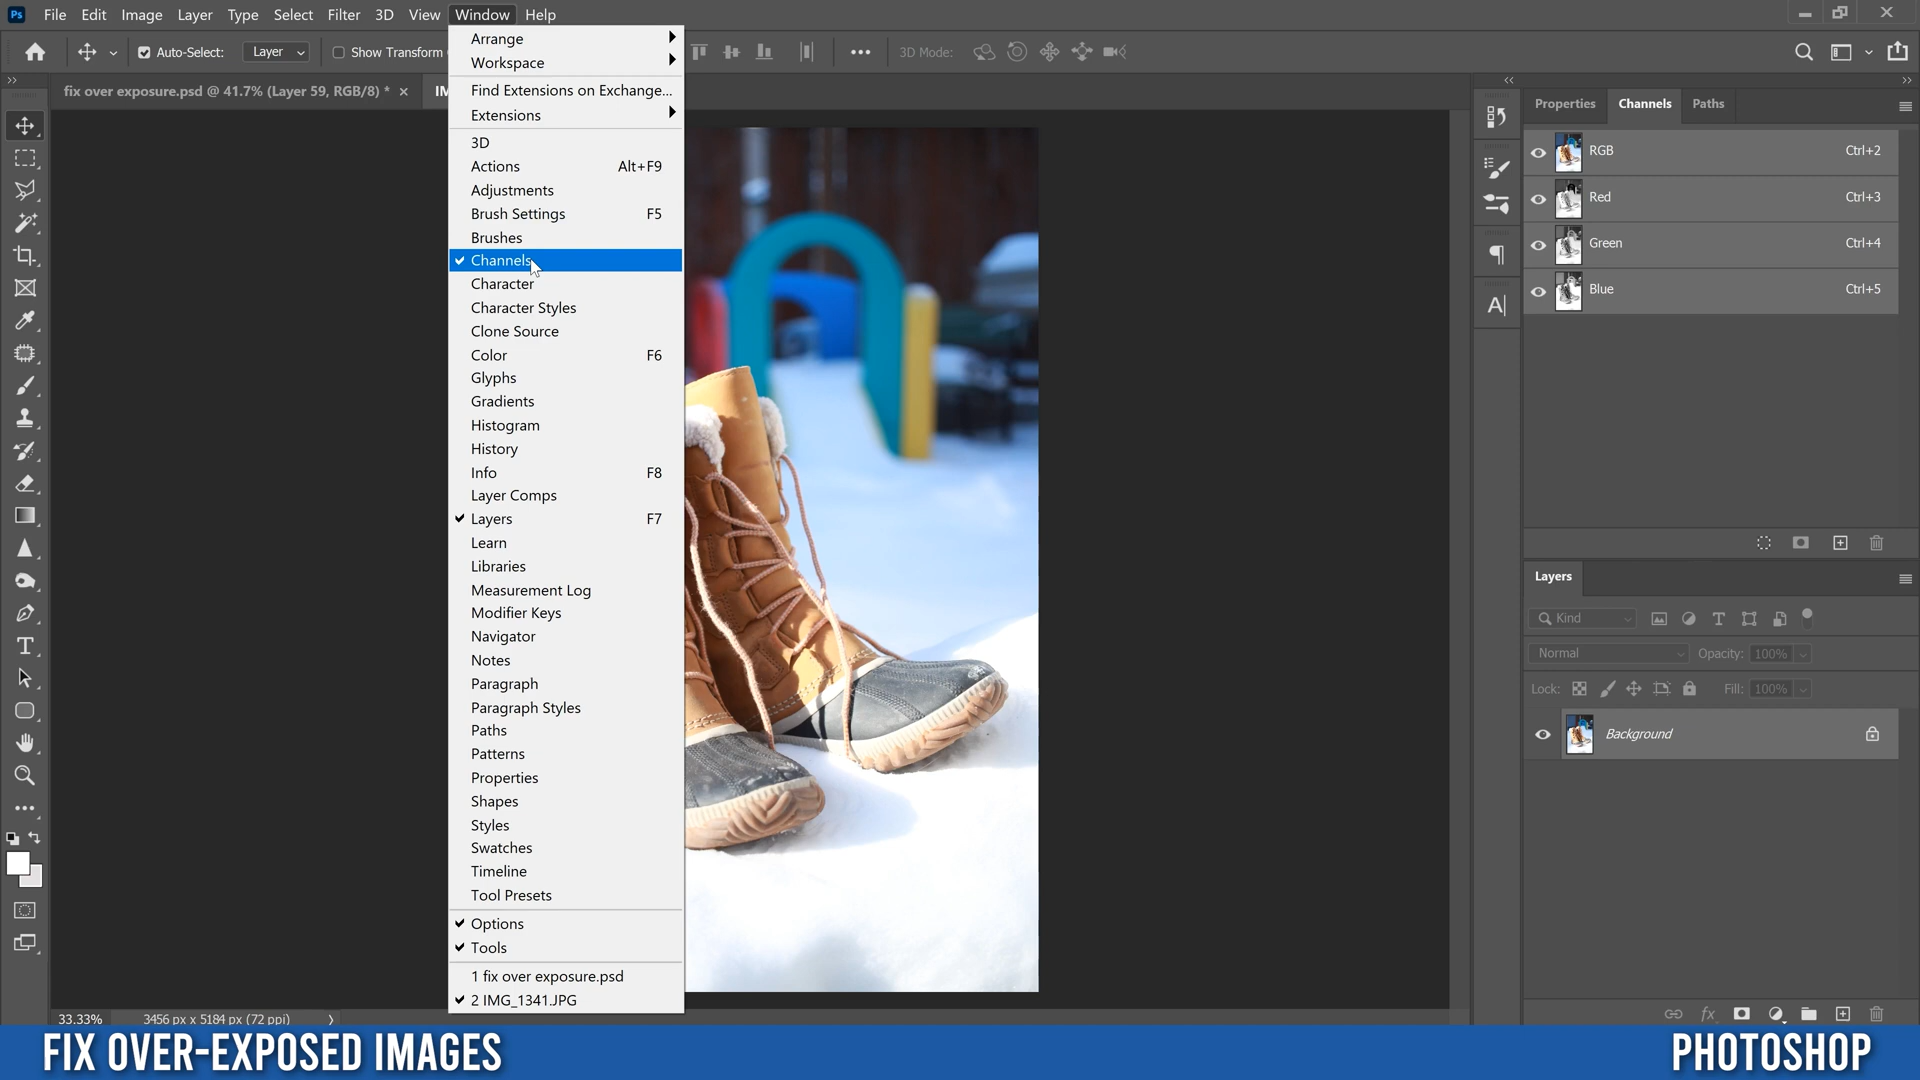 Ps File Edit Image Layer Type Select Filter 3D View Window Help
Auto-Select: Layer Show Transform 3D Mode:
fix over exposure.psd @ 41.7% (Layer 59, RGB/8) *
Arrange
Workspace
Find Extensions on Exchange...
Extensions
3D
Actions Alt+F9
Adjustments
Brush Settings F5
Brushes
Channels
Character
Character Styles
Clone Source
Color F6
Glyphs
Gradients
Histogram
History
Info F8
Layer Comps
Layers F7
Learn
Libraries
Measurement Log
Modifier Keys
Navigator
Notes
Paragraph
Paragraph Styles
Paths
Patterns
Properties
Shapes
Styles
Swatches
Timeline
Tool Presets
Options
Tools
1 fix over exposure.psd
2 IMG_1341.JPG
Properties Channels Paths
RGB Ctrl+2
Red Ctrl+3
Green Ctrl+4
Blue Ctrl+5
Layers
Kind
Normal Opacity: 100%
Lock: Fill: 100%
Background
33.33% 3456 px x 5184 px (72 ppi)
FIX OVER-EXPOSED IMAGES
PHOTOSHOP